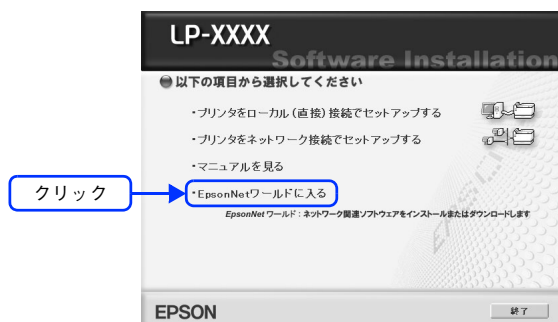 LP-XXXX
Software Installation
以下の項目から選択してください
・プリンタをローカル(直接)接続でセットアップする
・プリンタをネットワーク接続でセットアップする
・マニュアルを見る
クリック
・EpsonNetワールドに入る
EpsonNet ワールド：ネットワーク関連ソフトウェアをインストールまたはダウンロードします
EPSON
終了